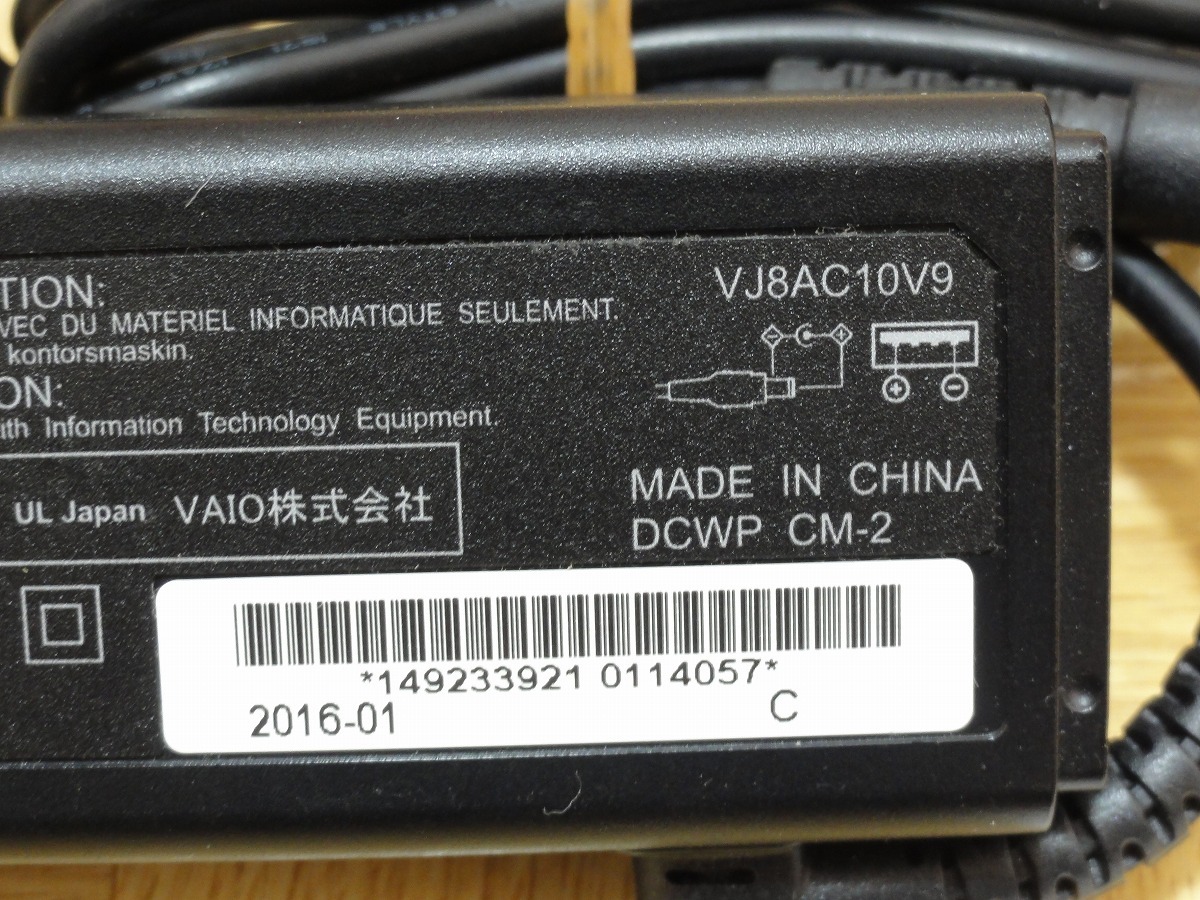 TION:
VJ8AC10V9
VEC DU MATERIEL INFORMATIQUE SEULEMENT.
kontorsmaskin.
ON:
ith Information Technology Equipment.
MADE IN CHINA
UL Japan VAIO株式会社
DCWP CM-2
*149233921 0114057*
2016-01 C